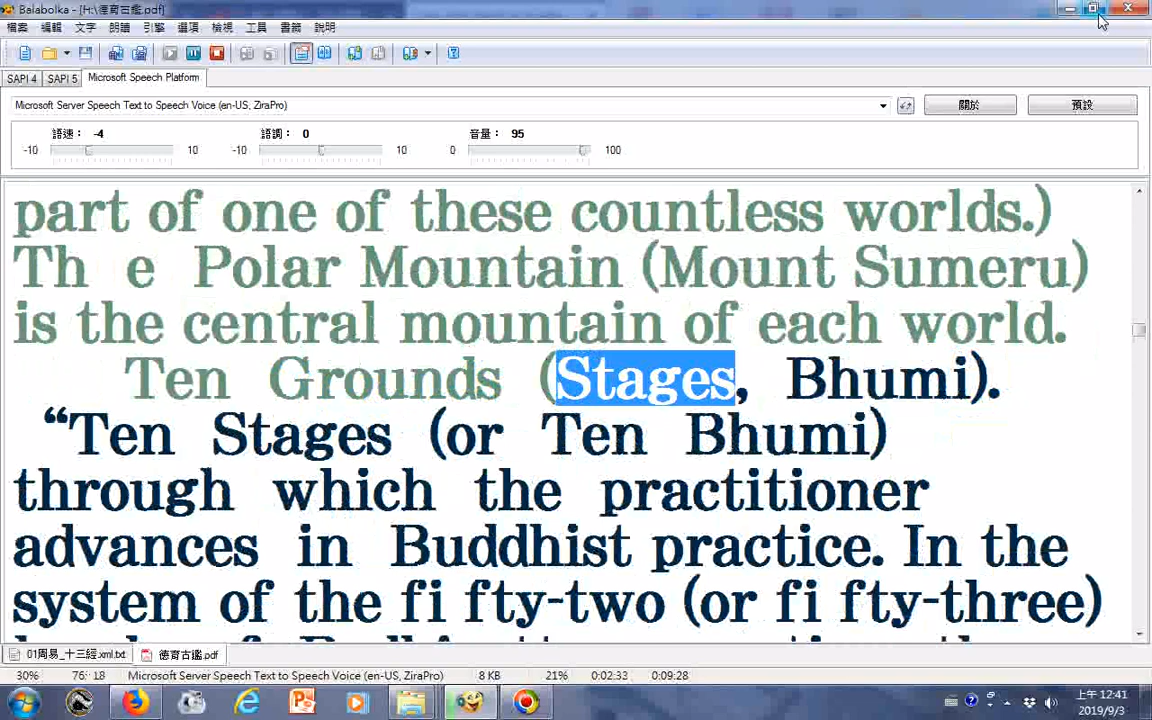 Balabolka - [H:\德育古鑑.pdf]
檔案 編輯 文字 朗讀 引擎 選項 檢視 工具 書籤 說明
SAPI 4 SAPI 5 Microsoft Speech Platform
Microsoft Server Speech Text to Speech Voice (en-US, ZiraPro) 關於 預設
語速： -4 語調： 0 音量： 95
-10 10 -10 10 0 100
part of one of these countless worlds.)
Th e Polar Mountain (Mount Sumeru)
is the central mountain of each world.
Ten Grounds (Stages, Bhumi).
“Ten Stages (or Ten Bhumi)
through which the practitioner
advances in Buddhist practice. In the
system of the fi fty-two (or fi fty-three)
01周易_十三經.xml.txt 德育古鑑.pdf
30% 76: 18 Microsoft Server Speech Text to Speech Voice (en-US, ZiraPro) 8 KB 21% 0:02:33 0:09:28
上午 12:41
2019/9/3